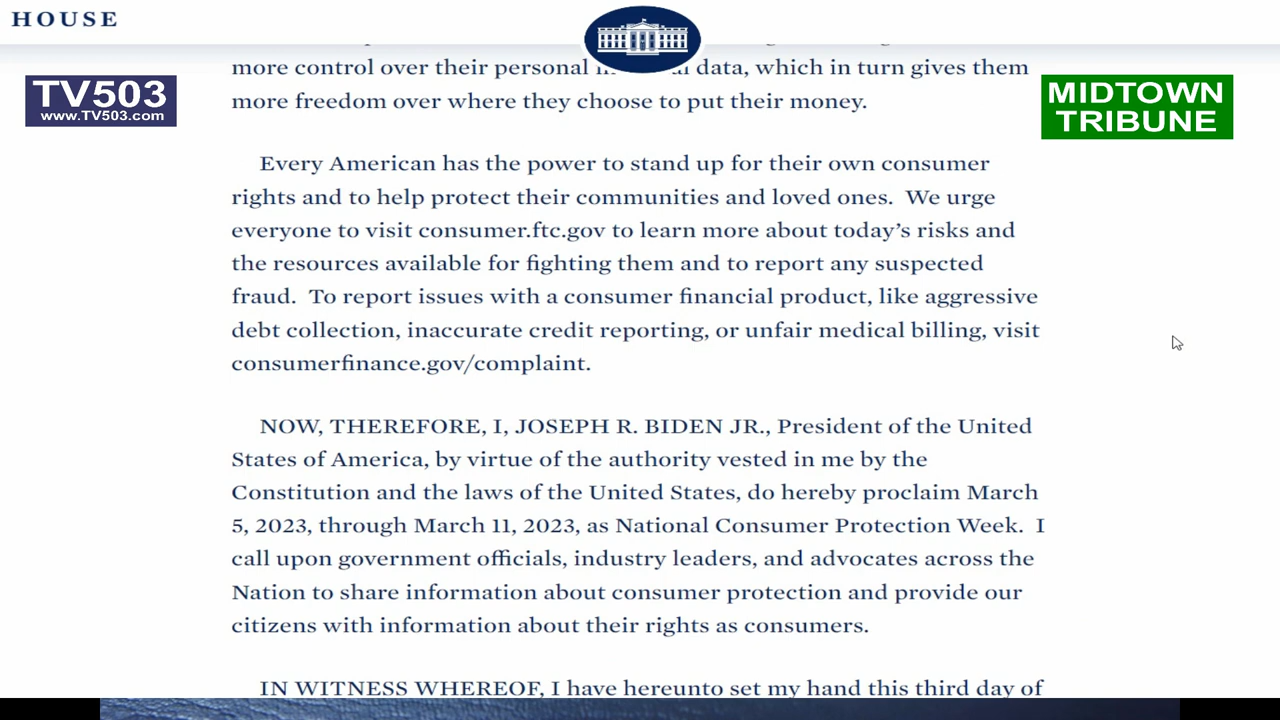 HOUSE
more control over their personal data, which in turn gives them
more freedom over where they choose to put their money.
TV503
www.TV503.com
MIDTOWN
TRIBUNE
Every American has the power to stand up for their own consumer
rights and to help protect their communities and loved ones. We urge
everyone to visit consumer.ftc.gov to learn more about today’s risks and
the resources available for fighting them and to report any suspected
fraud. To report issues with a consumer financial product, like aggressive
debt collection, inaccurate credit reporting, or unfair medical billing, visit
consumerfinance.gov/complaint.
NOW, THEREFORE, I, JOSEPH R. BIDEN JR., President of the United
States of America, by virtue of the authority vested in me by the
Constitution and the laws of the United States, do hereby proclaim March
5, 2023, through March 11, 2023, as National Consumer Protection Week. I
call upon government officials, industry leaders, and advocates across the
Nation to share information about consumer protection and provide our
citizens with information about their rights as consumers.
IN WITNESS WHEREOF, I have hereunto set my hand this third day of